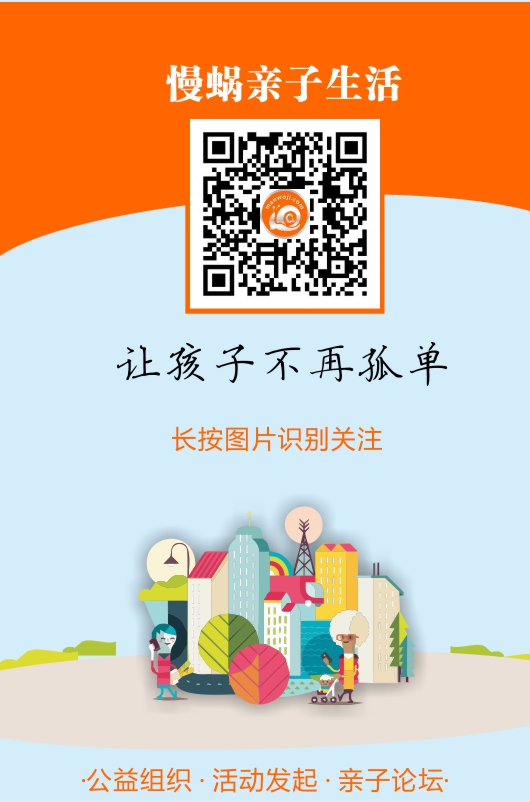 慢蜗亲子生活
manwoji.com
让孩子不再孤单
长按图片识别关注
·公益组织 · 活动发起 · 亲子论坛·